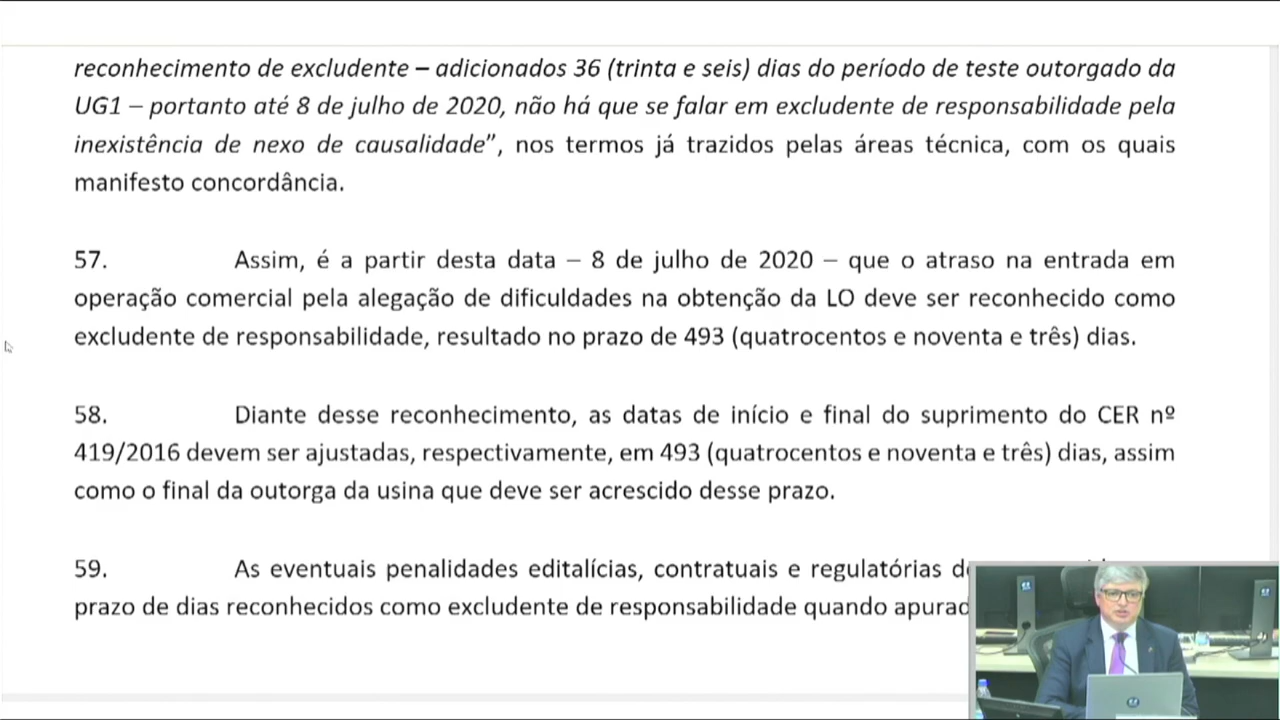 reconhecimento de excludente – adicionados 36 (trinta e seis) dias do período de teste outorgado da
UG1 – portanto até 8 de julho de 2020, não há que se falar em excludente de responsabilidade pela
inexistência de nexo de causalidade”, nos termos já trazidos pelas áreas técnica, com os quais
manifesto concordância.
57. Assim, é a partir desta data – 8 de julho de 2020 – que o atraso na entrada em
operação comercial pela alegação de dificuldades na obtenção da LO deve ser reconhecido como
excludente de responsabilidade, resultado no prazo de 493 (quatrocentos e noventa e três) dias.
58. Diante desse reconhecimento, as datas de início e final do suprimento do CER nº
419/2016 devem ser ajustadas, respectivamente, em 493 (quatrocentos e noventa e três) dias, assim
como o final da outorga da usina que deve ser acrescido desse prazo.
59. As eventuais penalidades editalícias, contratuais e regulatórias
prazo de dias reconhecidos como excludente de responsabilidade quando